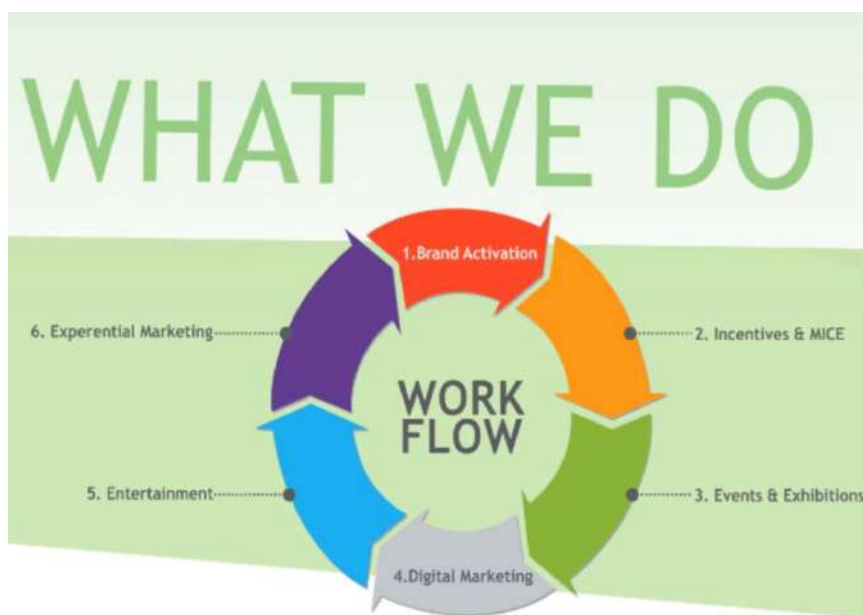 WHAT WE DO
1.Brand Activation
2. Incentives & MICE
3. Events & Exhibitions
4.Digital Marketing
5. Entertainment
6. Experential Marketing
WORK
FLOW